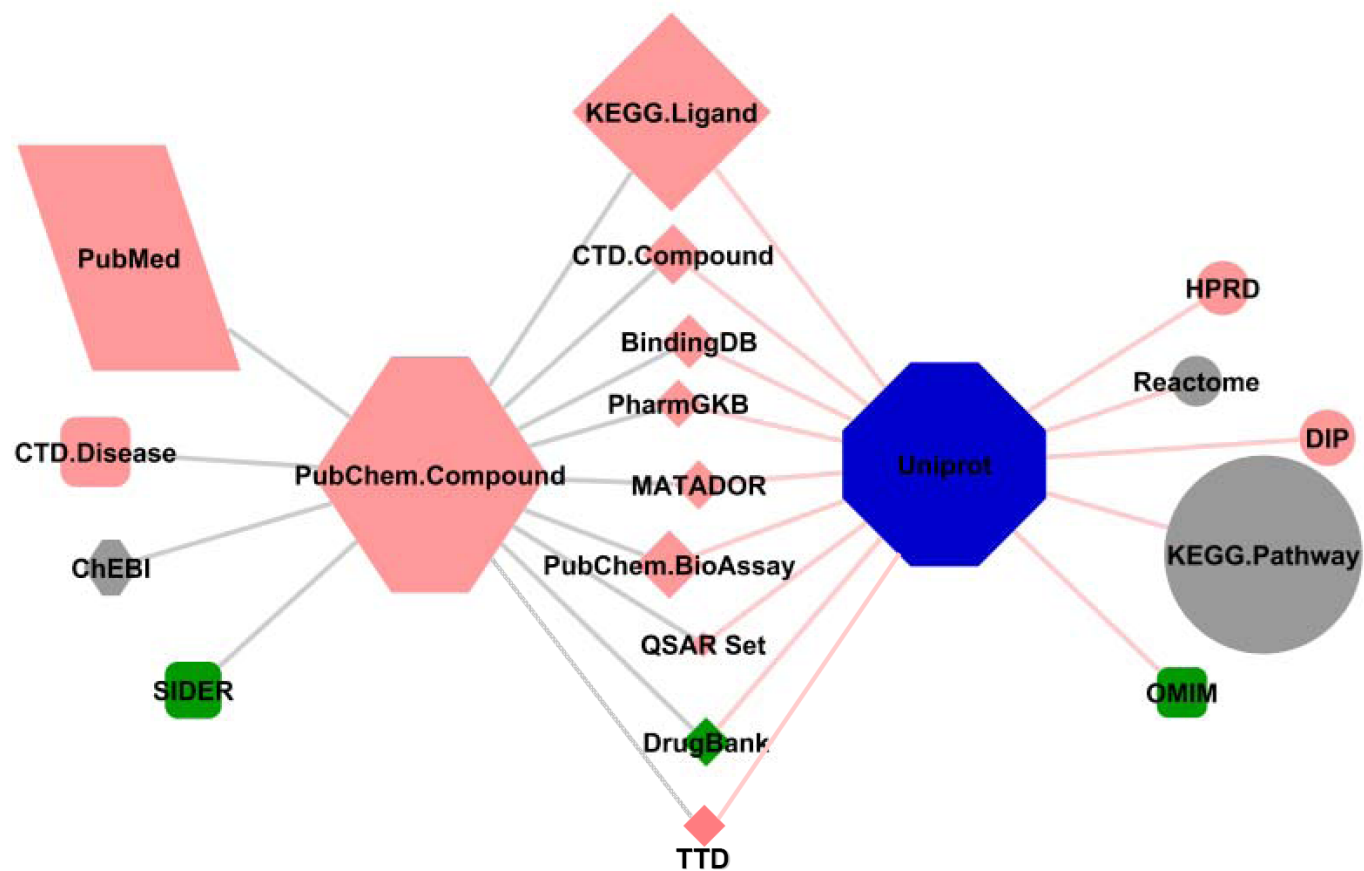 KEGG.Ligand
PubMed
CTD.Compound
HPRD
BindingDB
Reactome
PharmGKB
DIP
CTD.Disease
PubChem.Compound
Uniprot
MATADOR
KEGG.Pathway
ChEBI
PubChem.BioAssay
QSAR Set
SIDER
OMIM
DrugBank
TTD